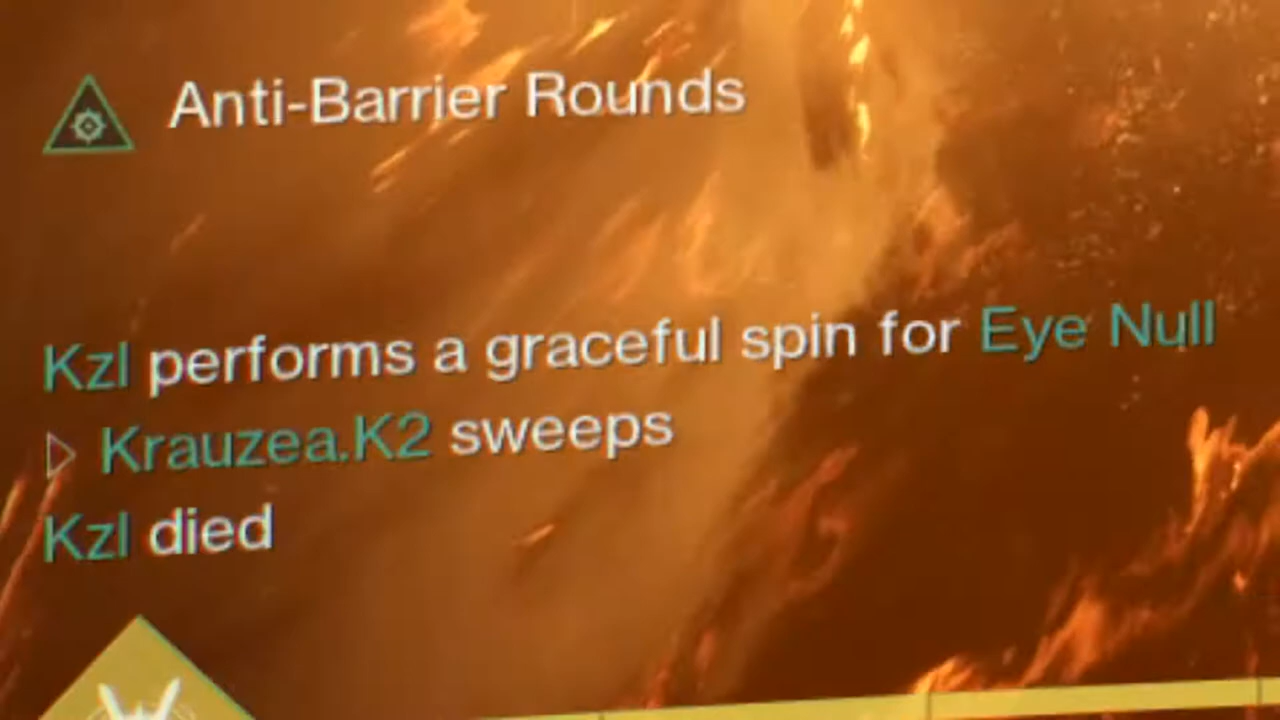 Anti-Barrier Rounds
Kzl performs a graceful spin for Eye Null
Krauzea.K2 sweeps
Kzl died